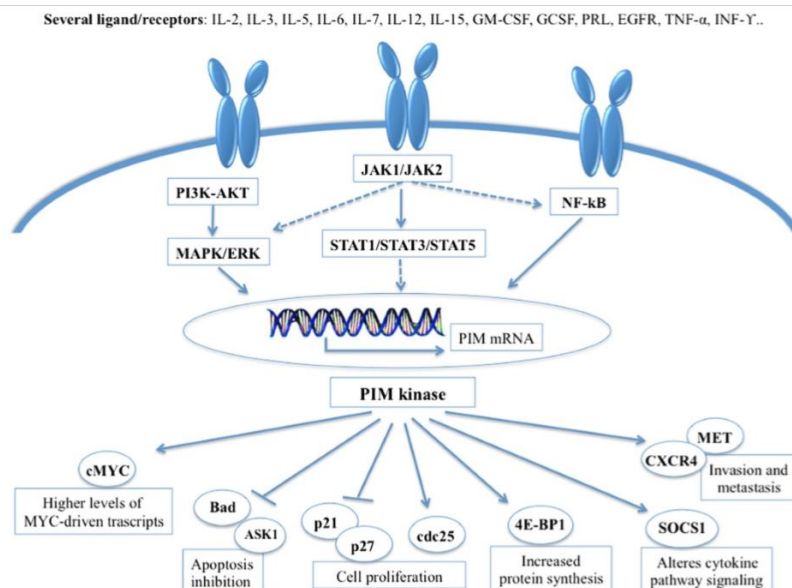 Several ligand/receptors: IL-2, IL-3, IL-5, IL-6, IL-7, IL-12, IL-15, GM-CSF, GCSF, PRL, EGFR, TNF-α, INF-ϒ..
JAK1/JAK2
PI3K-AKT
NF-kB
MAPK/ERK
STAT1/STAT3/STAT5
PIM mRNA
PIM kinase
MET
CXCR4
cMYC
Invasion and
metastasis
Higher levels of
MYC-driven trascripts
Bad
ASK1
p21
p27
cdc25
4E-BP1
SOCS1
Apoptosis
inhibition
Cell proliferation
Increased
protein synthesis
Alteres cytokine
pathway signaling